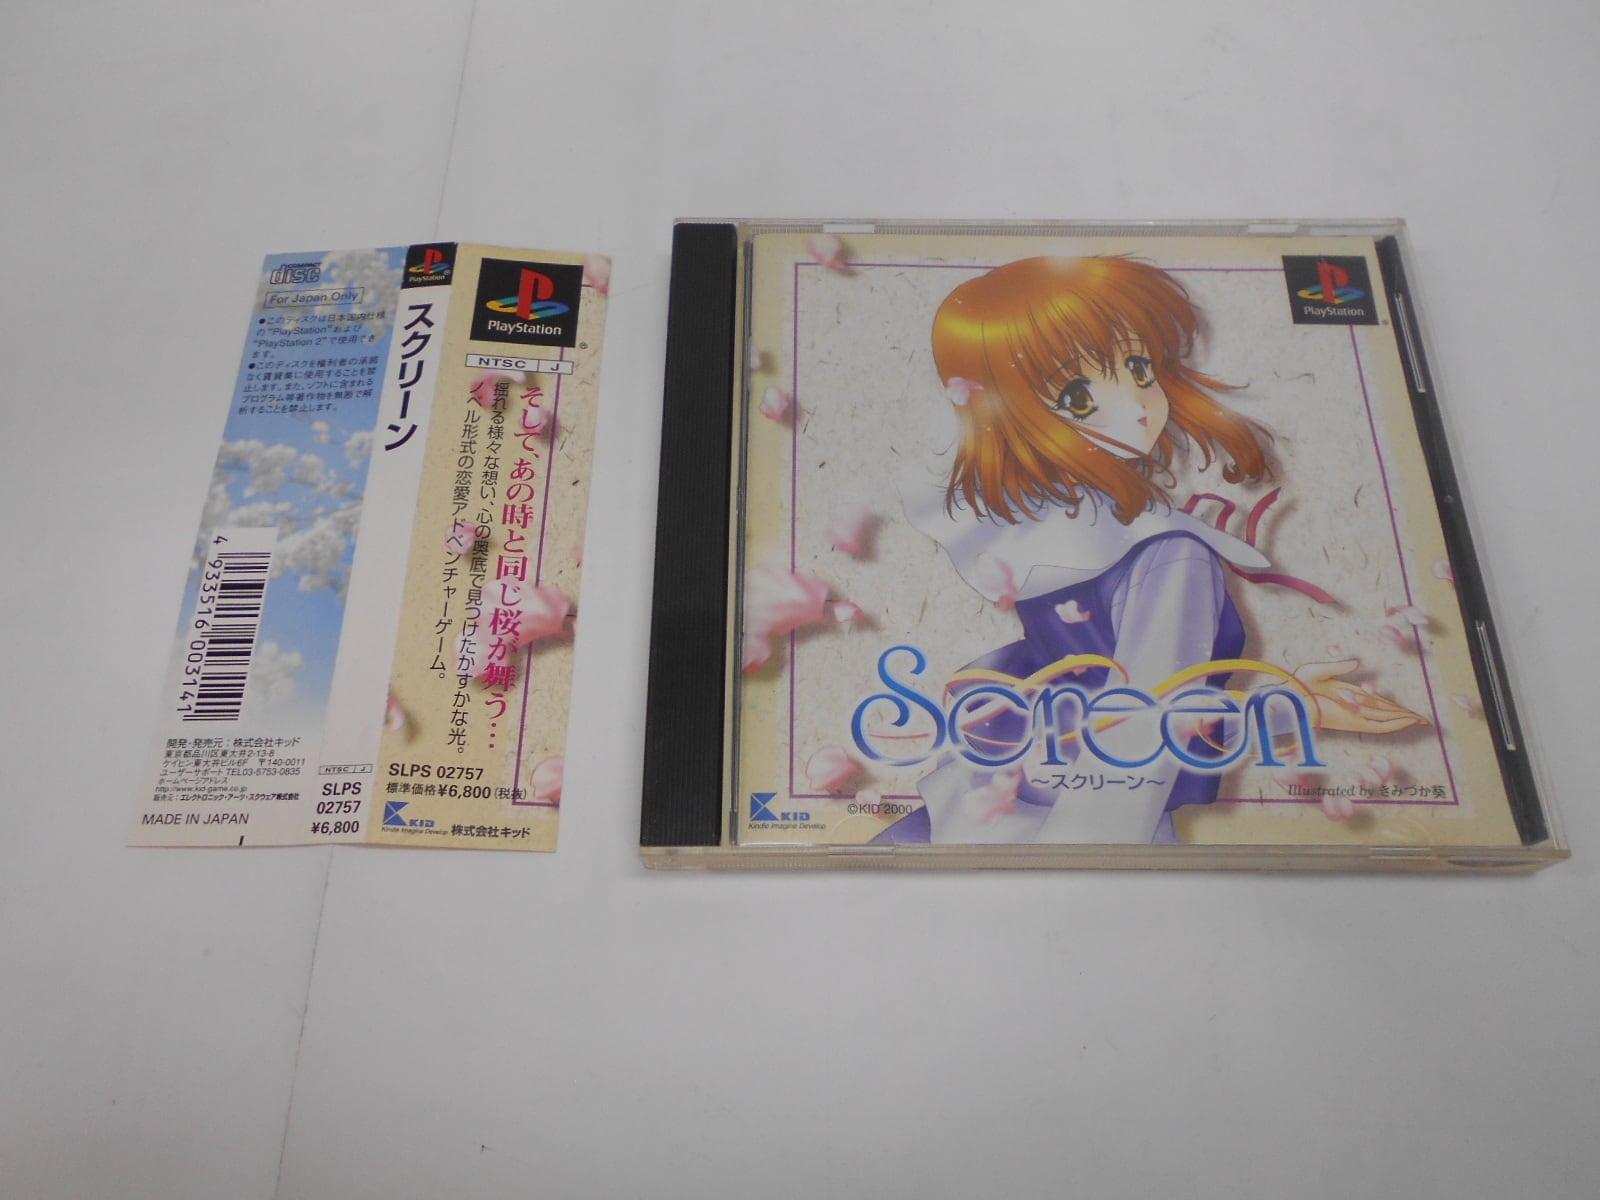 COMPACT
disc
For Japan Only
●このディスクは日本国内仕様
の"PlayStation"および
"PlayStation 2"で使用でき
ます。
●このディスクを権利者の承諾
なく賃貸業に使用することを禁
止します。また、ソフトに含まれる
プログラム等著作物を無断で解
析することを禁止します。
4 933516 003141
開発・発売元：株式会社キッド
東京都品川区東大井2-13-8
ケイヒン東大井ビル6F 〒140-0011
ユーザーサポート TEL03-5753-0835
ホームページアドレス
http://www.kid-game.co.jp
販売元：エレクトロニック・アーツ・スクウェア株式会社
MADE IN JAPAN
PlayStation
スクリーン
NTSC J
SLPS
02757
¥6,800
PlayStation
NTSC J
そして、あの時と同じ桜が舞う…
揺れる様々な想い、心の奥底で見つけたかすかな光。
ノベル形式の恋愛アドベンチャーゲーム。
SLPS 02757
標準価格¥6,800(税抜)
KID
Kindle Imagine Develop
株式会社キッド
PlayStation
Screen
～スクリーン～
Illustrated by きみづか葵
KID
Kindle Imagine Develop
©KID 2000